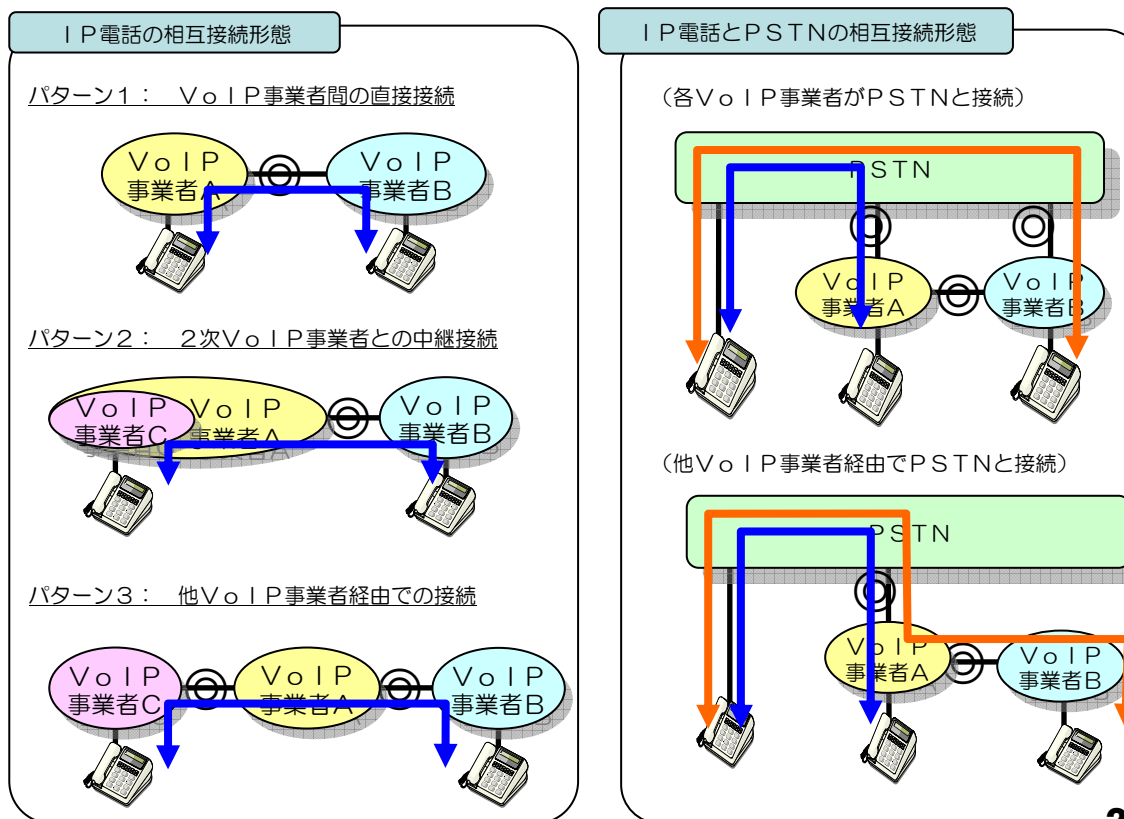 ＩＰ電話の相互接続形態
パターン１：　ＶｏＩＰ事業者間の直接接続
ＶｏＩＰ
事業者Ａ
ＶｏＩＰ
事業者Ｂ
パターン２：　２次ＶｏＩＰ事業者との中継接続
ＶｏＩＰ
事業者Ｃ
ＶｏＩＰ
事業者Ａ
ＶｏＩＰ
事業者Ｂ
パターン３：　他ＶｏＩＰ事業者経由での接続
ＶｏＩＰ
事業者Ｃ
ＶｏＩＰ
事業者Ａ
ＶｏＩＰ
事業者Ｂ
ＩＰ電話とＰＳＴＮの相互接続形態
（各ＶｏＩＰ事業者がＰＳＴＮと接続）
ＰＳＴＮ
ＶｏＩＰ
事業者Ａ
ＶｏＩＰ
事業者Ｂ
（他ＶｏＩＰ事業者経由でＰＳＴＮと接続）
ＰＳＴＮ
ＶｏＩＰ
事業者Ａ
ＶｏＩＰ
事業者Ｂ